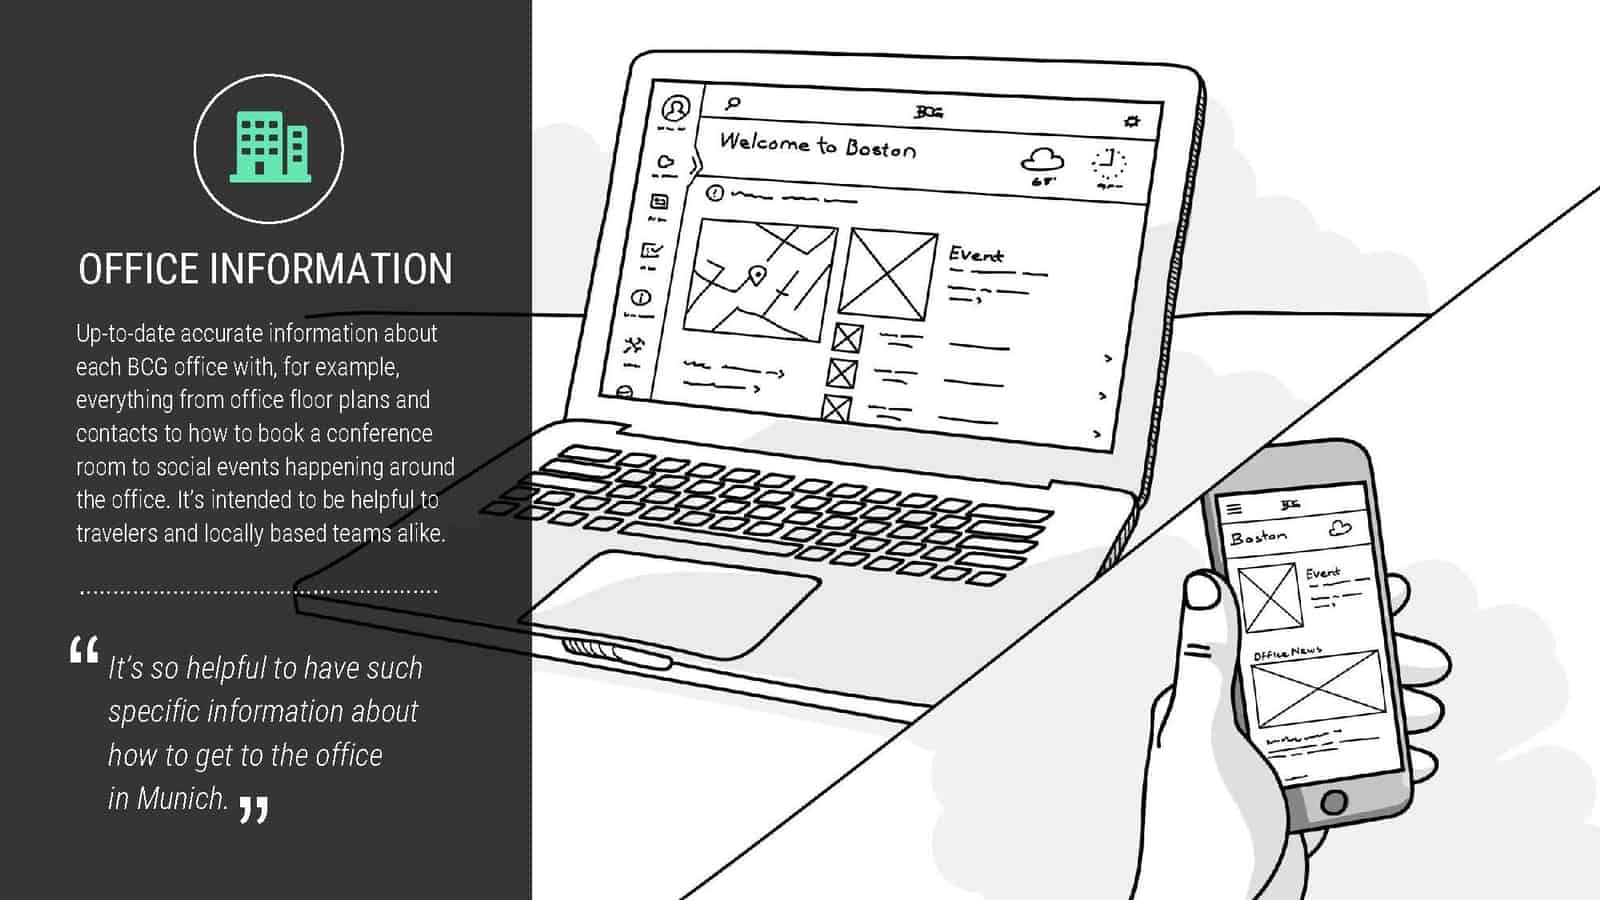 OFFICE INFORMATION
Up-to-date accurate information about
each BCG office with, for example,
everything from office floor plans and
contacts to how to book a conference
room to social events happening around
the office. It’s intended to be helpful to
travelers and locally based teams alike.
“It’s so helpful to have such
specific information about
how to get to the office
in Munich.”
BCG
Welcome to Boston
68°
Event
BCG
Boston
Event
Office News